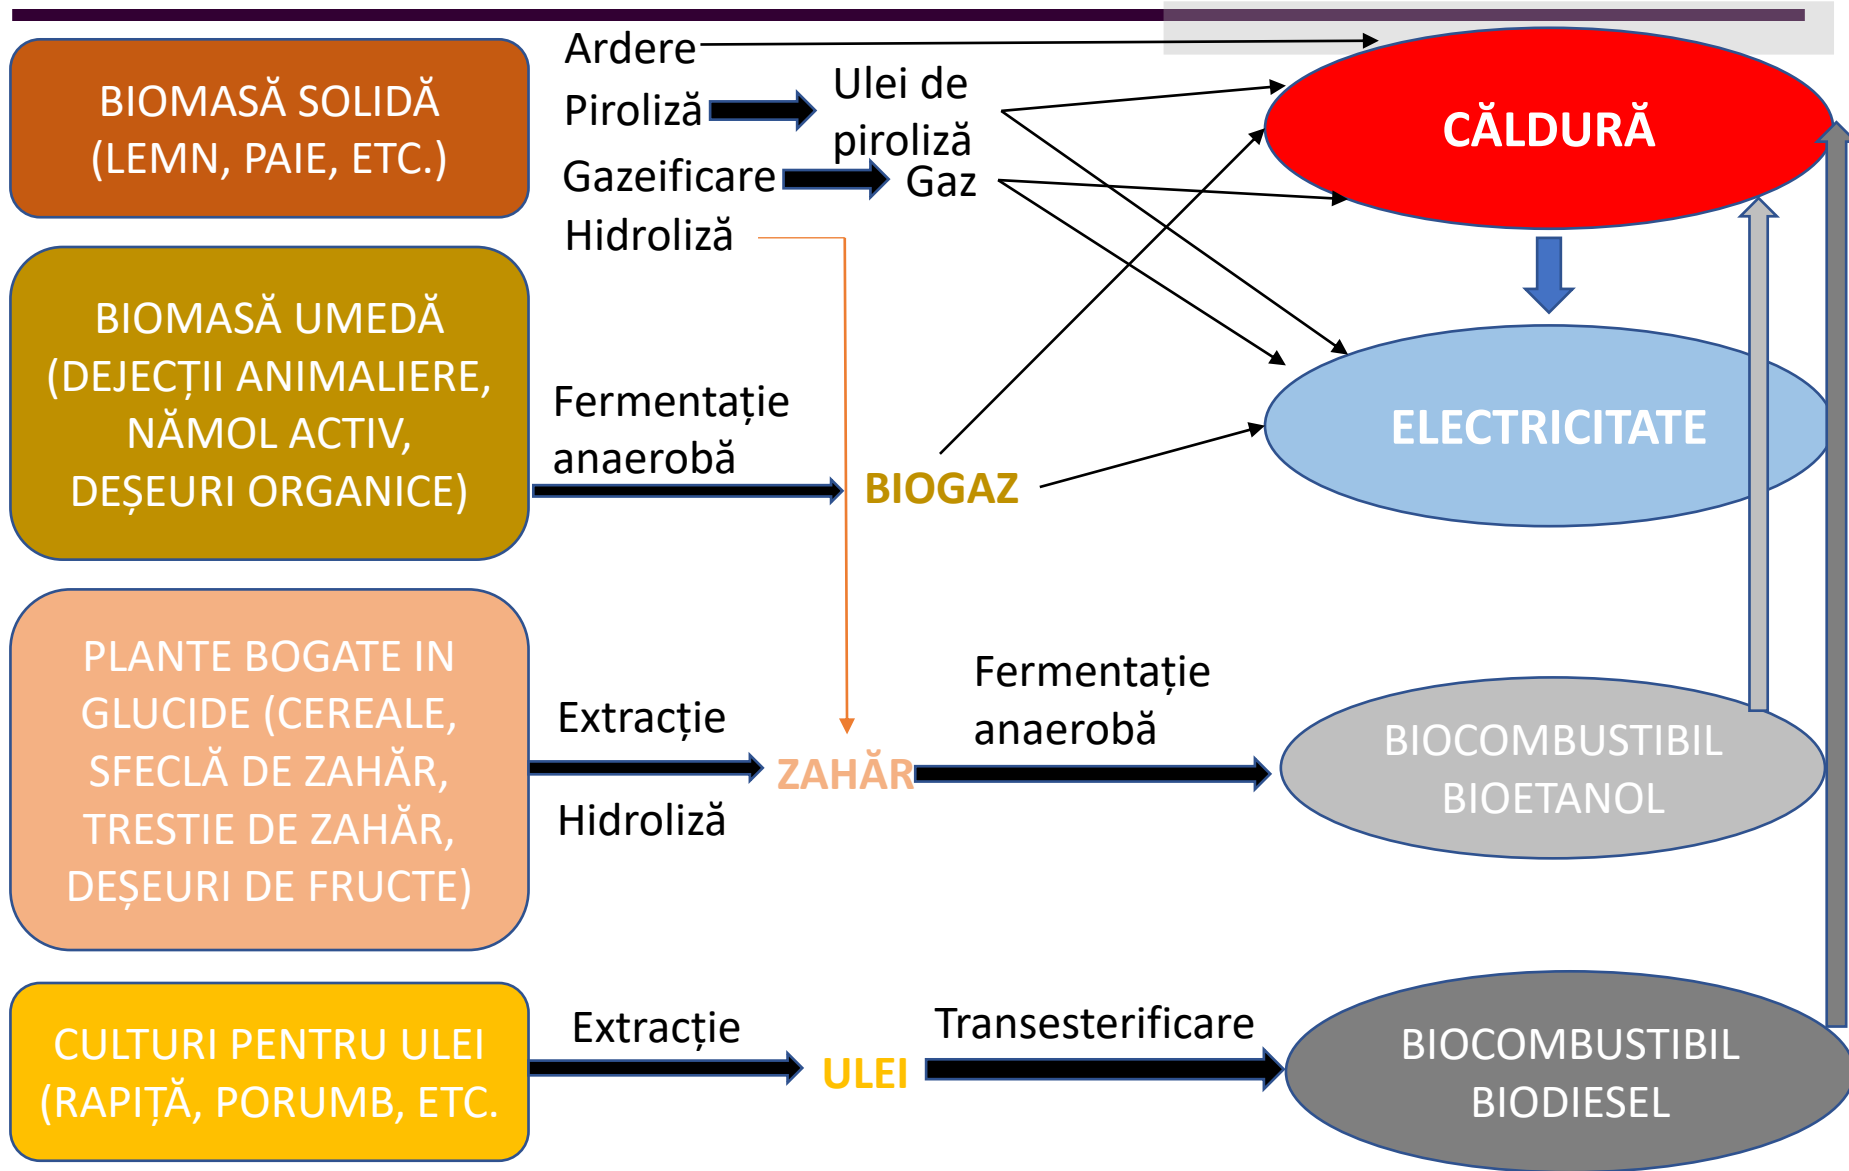 BIOMASĂ SOLIDĂ
(LEMN, PAIE, ETC.)
Ardere
Piroliză
Ulei de
piroliză
Gazeificare
Gaz
Hidroliză
CĂLDURĂ
BIOMASĂ UMEDĂ
(DEJECȚII ANIMALIERE,
NĂMOL ACTIV,
DEȘEURI ORGANICE)
Fermentație
anaerobă
BIOGAZ
ELECTRICITATE
PLANTE BOGATE IN
GLUCIDE (CEREALE,
SFECLĂ DE ZAHĂR,
TRESTIE DE ZAHĂR,
DEȘEURI DE FRUCTE)
Extracție
Hidroliză
ZAHĂR
Fermentație
anaerobă
BIOCOMBUSTIBIL
BIOETANOL
CULTURI PENTRU ULEI
(RAPIȚĂ, PORUMB, ETC.
Extracție
ULEI
Transesterificare
BIOCOMBUSTIBIL
BIODIESEL